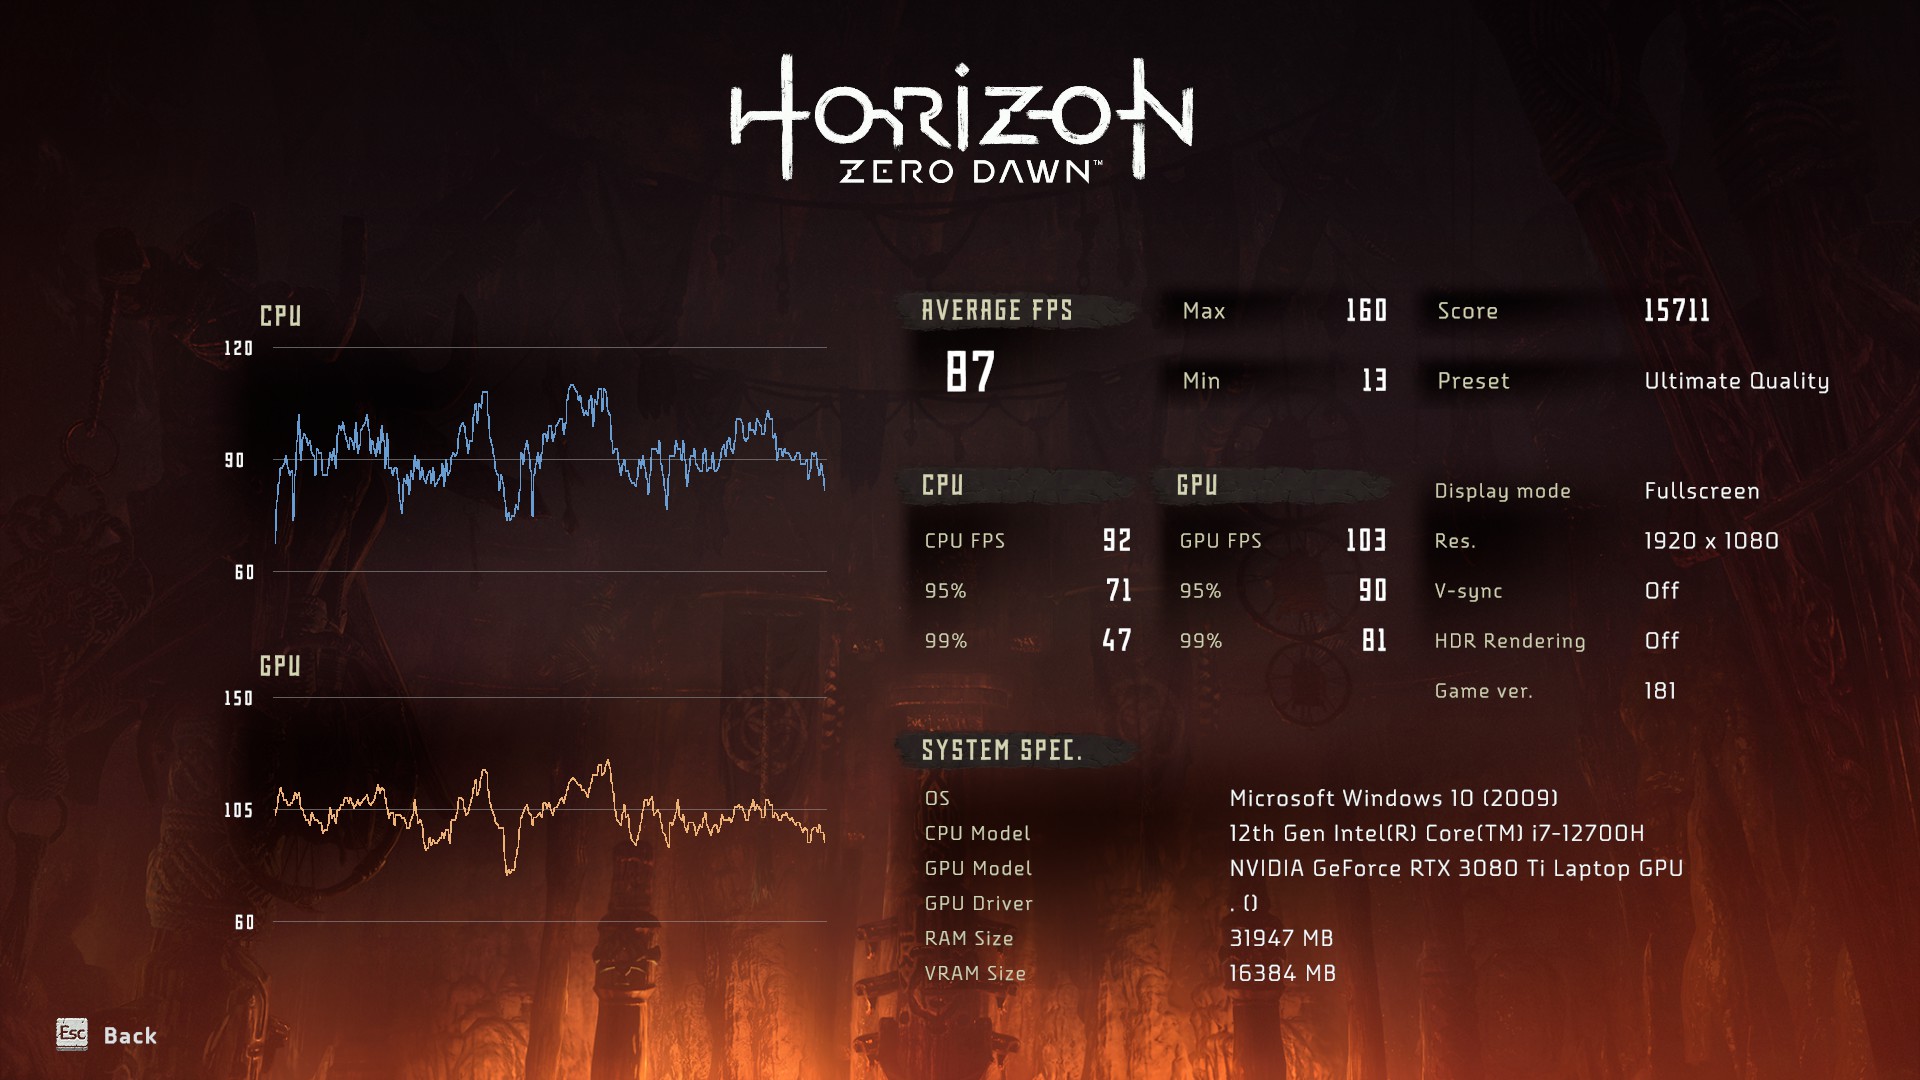 HORIZON
ZERO DAWN™
CPU
120
90
60
GPU
150
105
60
AVERAGE FPS
87
Max 160
Min 13
Score 15711
Preset Ultimate Quality
CPU
CPU FPS 92
95% 71
99% 47
GPU
GPU FPS 103
95% 90
99% 81
Display mode Fullscreen
Res. 1920 x 1080
V-sync Off
HDR Rendering Off
Game ver. 181
SYSTEM SPEC.
OS Microsoft Windows 10 (2009)
CPU Model 12th Gen Intel(R) Core(TM) i7-12700H
GPU Model NVIDIA GeForce RTX 3080 Ti Laptop GPU
GPU Driver . ()
RAM Size 31947 MB
VRAM Size 16384 MB
Esc Back